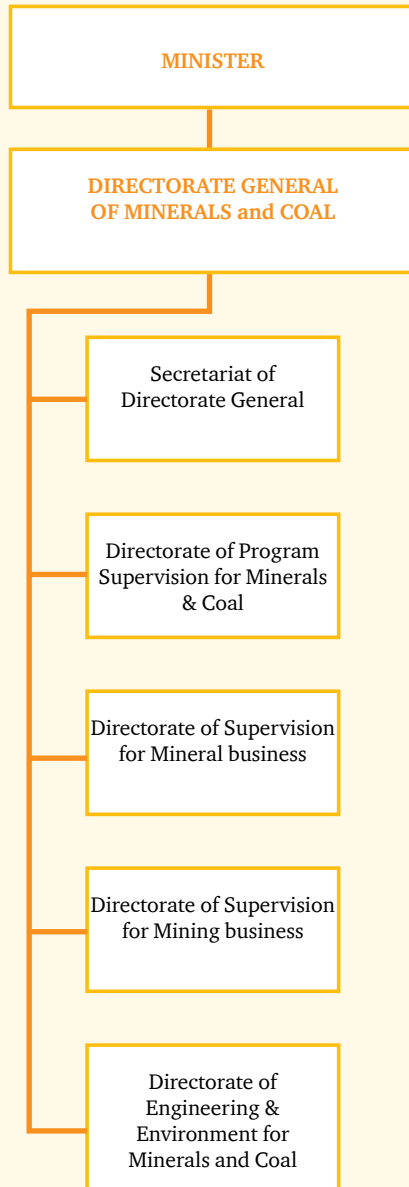 MINISTER
DIRECTORATE GENERAL
OF MINERALS and COAL
Secretariat of
Directorate General
Directorate of Program
Supervision for Minerals
& Coal
Directorate of Supervision
for Mineral business
Directorate of Supervision
for Mining business
Directorate of
Engineering &
Environment for
Minerals and Coal